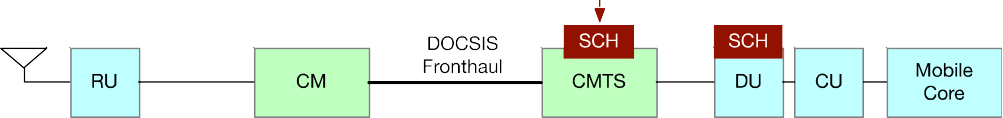 SCH
SCH
DOCSIS
Fronthaul
RU
CM
CMTS
DU
CU
Mobile
Core